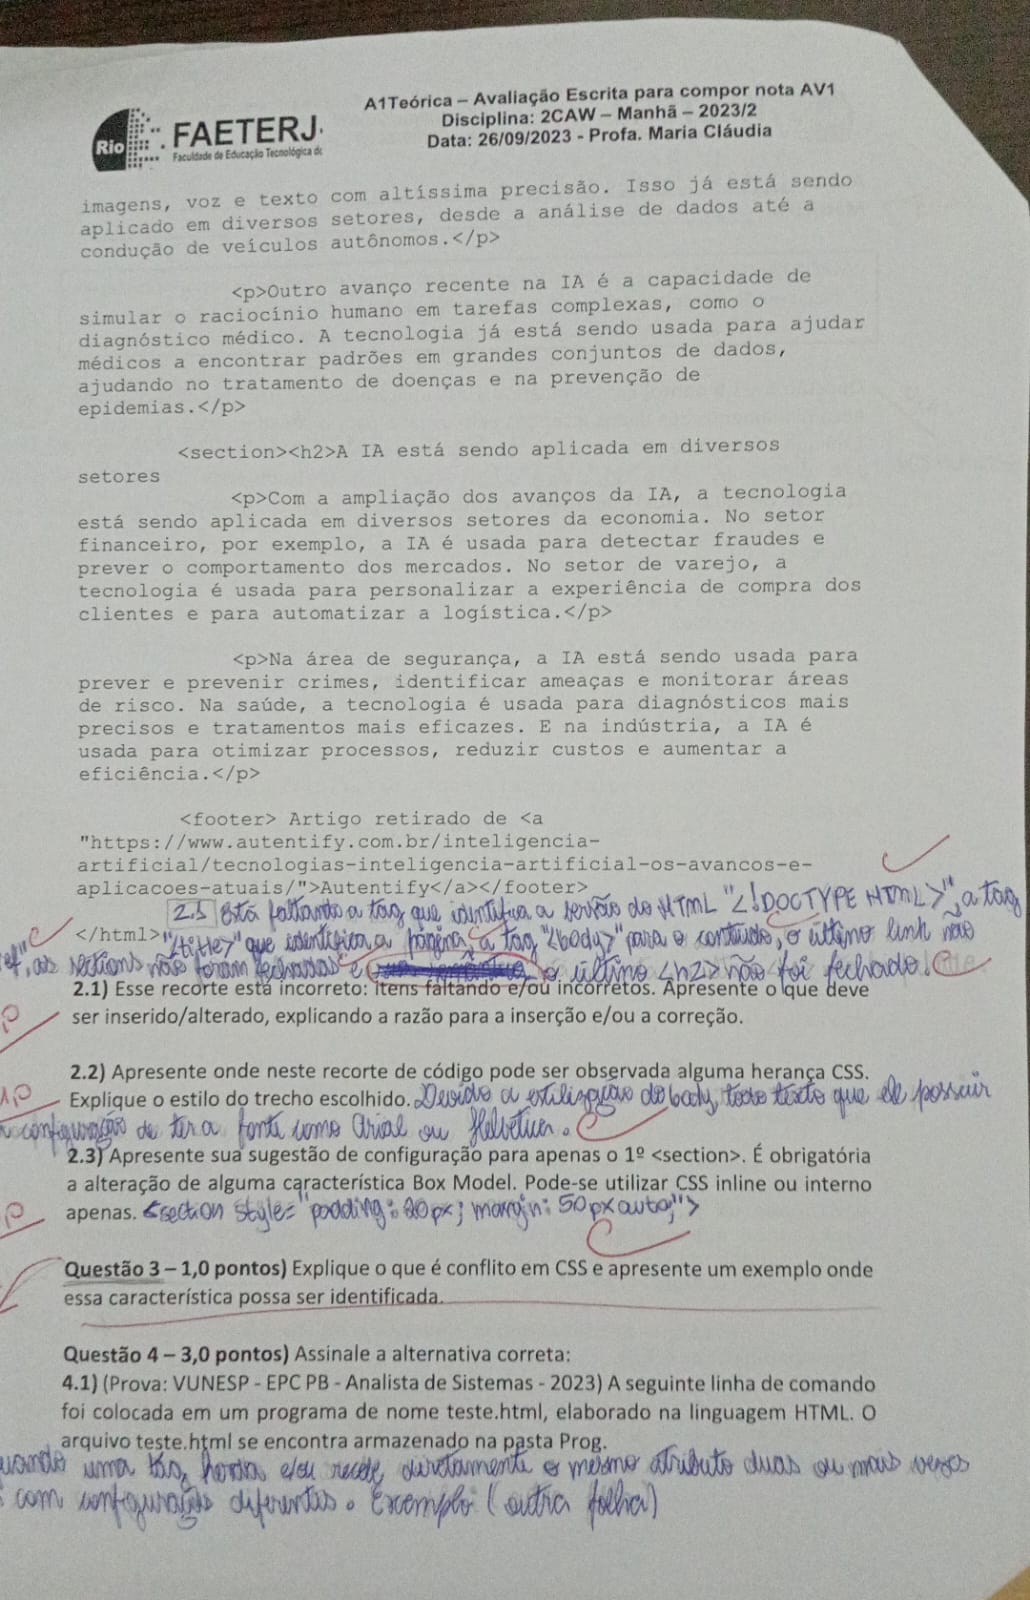 A1Teórica – Avaliação Escrita para compor nota AV1
Disciplina: 2CAW – Manhã – 2023/2
Data: 26/09/2023 - Profa. Maria Cláudia
Rio
FAETERJ
Faculdade de Educação Tecnológica do
imagens, voz e texto com altíssima precisão. Isso já está sendo
aplicado em diversos setores, desde a análise de dados até a
condução de veículos autônomos.</p>
<p>Outro avanço recente na IA é a capacidade de
simular o raciocínio humano em tarefas complexas, como o
diagnóstico médico. A tecnologia já está sendo usada para ajudar
médicos a encontrar padrões em grandes conjuntos de dados,
ajudando no tratamento de doenças e na prevenção de
epidemias.</p>
<section><h2>A IA está sendo aplicada em diversos
setores
<p>Com a ampliação dos avanços da IA, a tecnologia
está sendo aplicada em diversos setores da economia. No setor
financeiro, por exemplo, a IA é usada para detectar fraudes e
prever o comportamento dos mercados. No setor de varejo, a
tecnologia é usada para personalizar a experiência de compra dos
clientes e para automatizar a logística.</p>
<p>Na área de segurança, a IA está sendo usada para
prever e prevenir crimes, identificar ameaças e monitorar áreas
de risco. Na saúde, a tecnologia é usada para diagnósticos mais
precisos e tratamentos mais eficazes. E na indústria, a IA é
usada para otimizar processos, reduzir custos e aumentar a
eficiência.</p>
<footer> Artigo retirado de <a
"https://www.autentify.com.br/inteligencia-
artificial/tecnologias-inteligencia-artificial-os-avancos-e-
aplicacoes-atuais/">Autentify</a></footer>
2.1 Está faltando a tag que identifica a versão do HTML "<!DOCTYPE HTML>", a tag
</html> "<title>" que identifica a página, a tag "<body>" para o conteúdo, o último link não
ref", as sections não foram fechadas e o último <h2> não foi fechado.
2.1) Esse recorte está incorreto: itens faltando e/ou incorretos. Apresente o que deve
ser inserido/alterado, explicando a razão para a inserção e/ou a correção.
2.2) Apresente onde neste recorte de código pode ser observada alguma herança CSS.
1,0
Explique o estilo do trecho escolhido. Devido a estilização do body, todo texto que ele possuir
configuração de ter a fonte como Arial ou Helvetica.
2.3) Apresente sua sugestão de configuração para apenas o 1º <section>. É obrigatória
a alteração de alguma característica Box Model. Pode-se utilizar CSS inline ou interno
apenas. <section style="padding: 20px; margin: 50px auto;">
Questão 3 – 1,0 pontos) Explique o que é conflito em CSS e apresente um exemplo onde
essa característica possa ser identificada.
Questão 4 – 3,0 pontos) Assinale a alternativa correta:
4.1) (Prova: VUNESP - EPC PB - Analista de Sistemas - 2023) A seguinte linha de comando
foi colocada em um programa de nome teste.html, elaborado na linguagem HTML. O
arquivo teste.html se encontra armazenado na pasta Prog.
uando uma tag, herda e/ou recebe diretamente o mesmo atributo duas ou mais vezes
com configurações diferentes. Exemplo (outra folha)